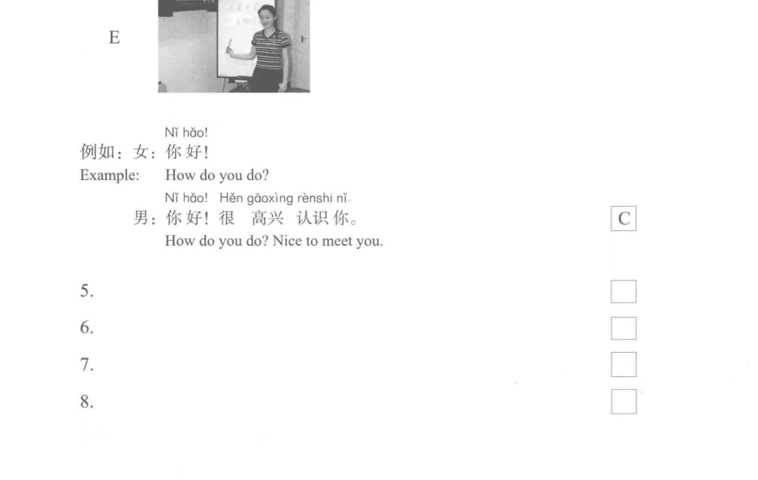 E
Nǐ hǎo!
例如：女：你 好！
Example: How do you do?
Nǐ hǎo! Hěn gāoxìng rènshi nǐ.
男：你 好！很 高兴 认识 你。 C
How do you do? Nice to meet you.
5.
6.
7.
8.